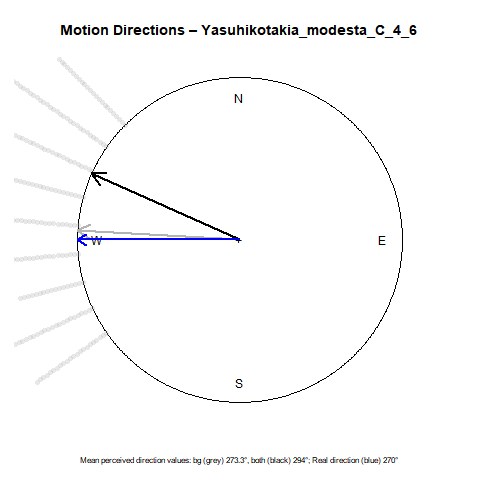 Motion Directions – Yasuhikotakia_modesta_C_4_6
N
W
E
S
Mean perceived direction values: bg (grey) 273.3°, both (black) 294°; Real direction (blue) 270°